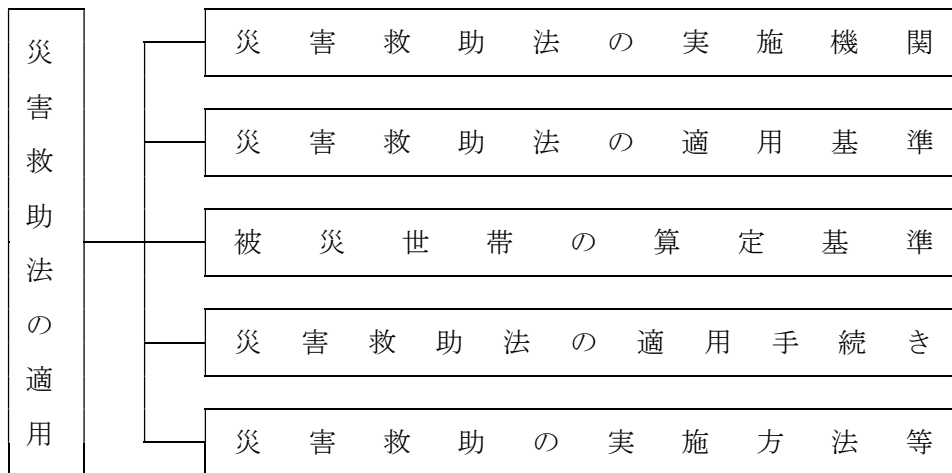 災害救助法の適用
災害救助法の実施機関
災害救助法の適用基準
被災世帯の算定基準
災害救助法の適用手続き
災害救助の実施方法等